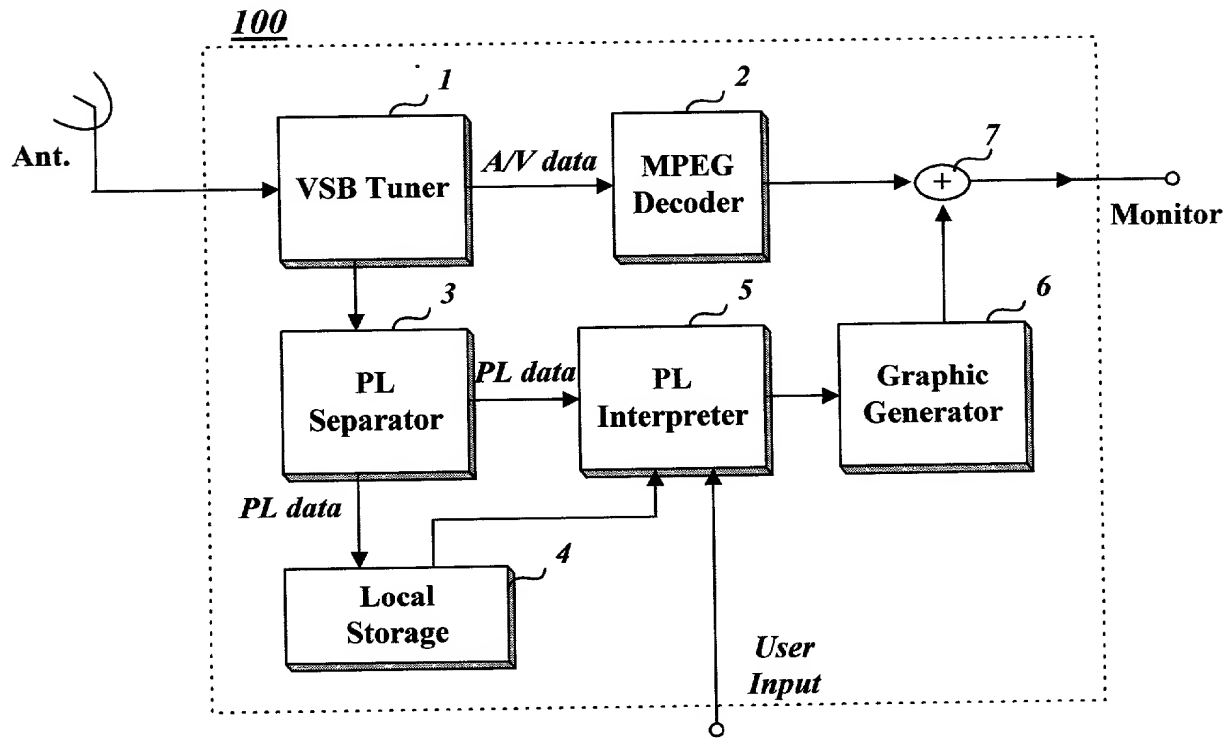 100
1
2
7
Ant.
VSB Tuner
A/V data
MPEG
Decoder
+
Monitor
3
5
6
PL
Separator
PL data
PL
Interpreter
Graphic
Generator
PL data
4
Local
Storage
User
Input